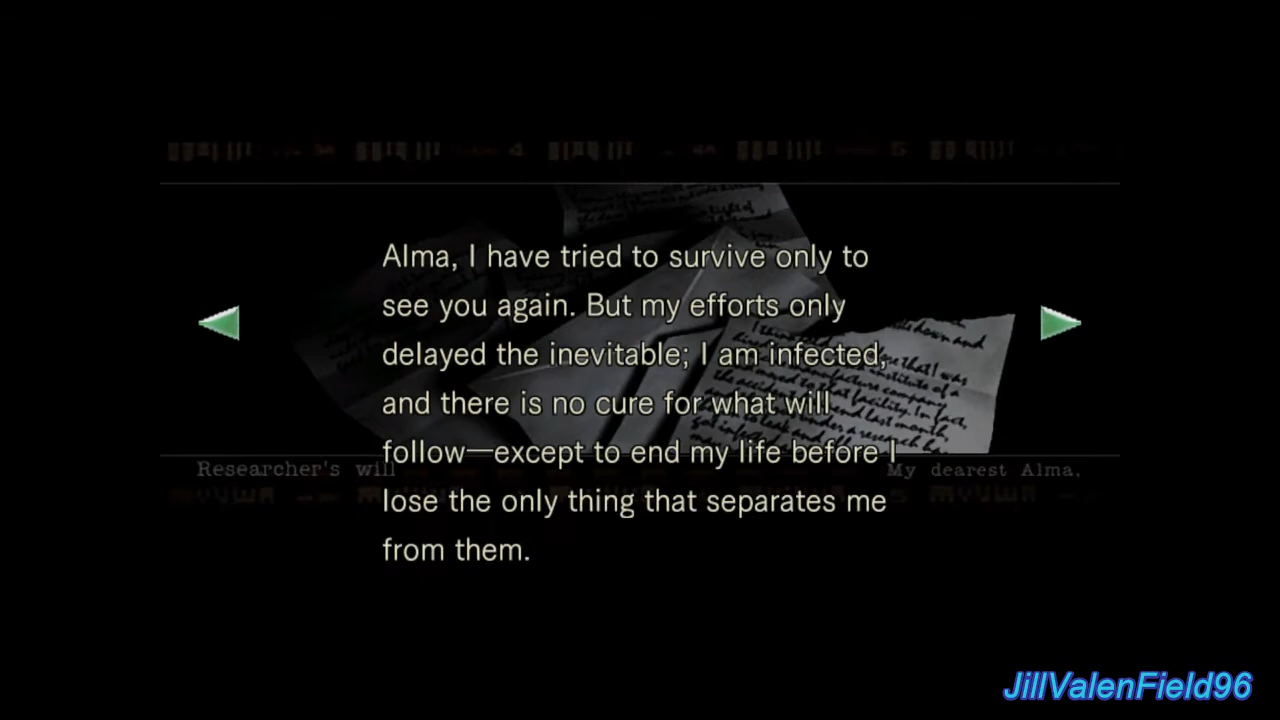 Alma, I have tried to survive only to
see you again. But my efforts only
delayed the inevitable; I am infected,
and there is no cure for what will
follow—except to end my life before I
lose the only thing that separates me
from them.
Researcher's will
My dearest Alma,
JillValenField96